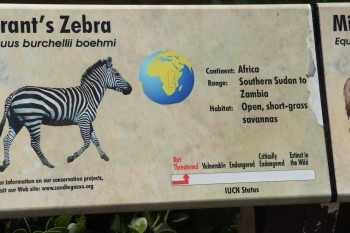 rant's Zebra
uus burchellii boehmi
Continent: Africa
Range: Southern Sudan to
Zambia
Habitat: Open, short-grass
savannas
Not
Threatened Vulnerable Endangered Critically
Endangered Extinct in
the Wild
IUCN Status
or information on our conservation projects,
isit our Web site: www.sandiegozoo.org
Mi
Equ